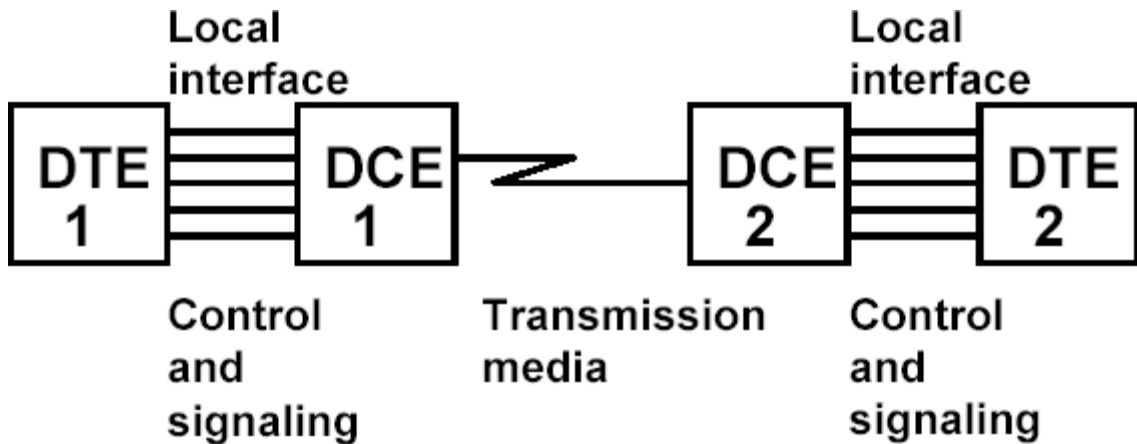 Local
interface
Local
interface
DTE
1
DCE
1
DCE
2
DTE
2
Control
and
signaling
Transmission
media
Control
and
signaling